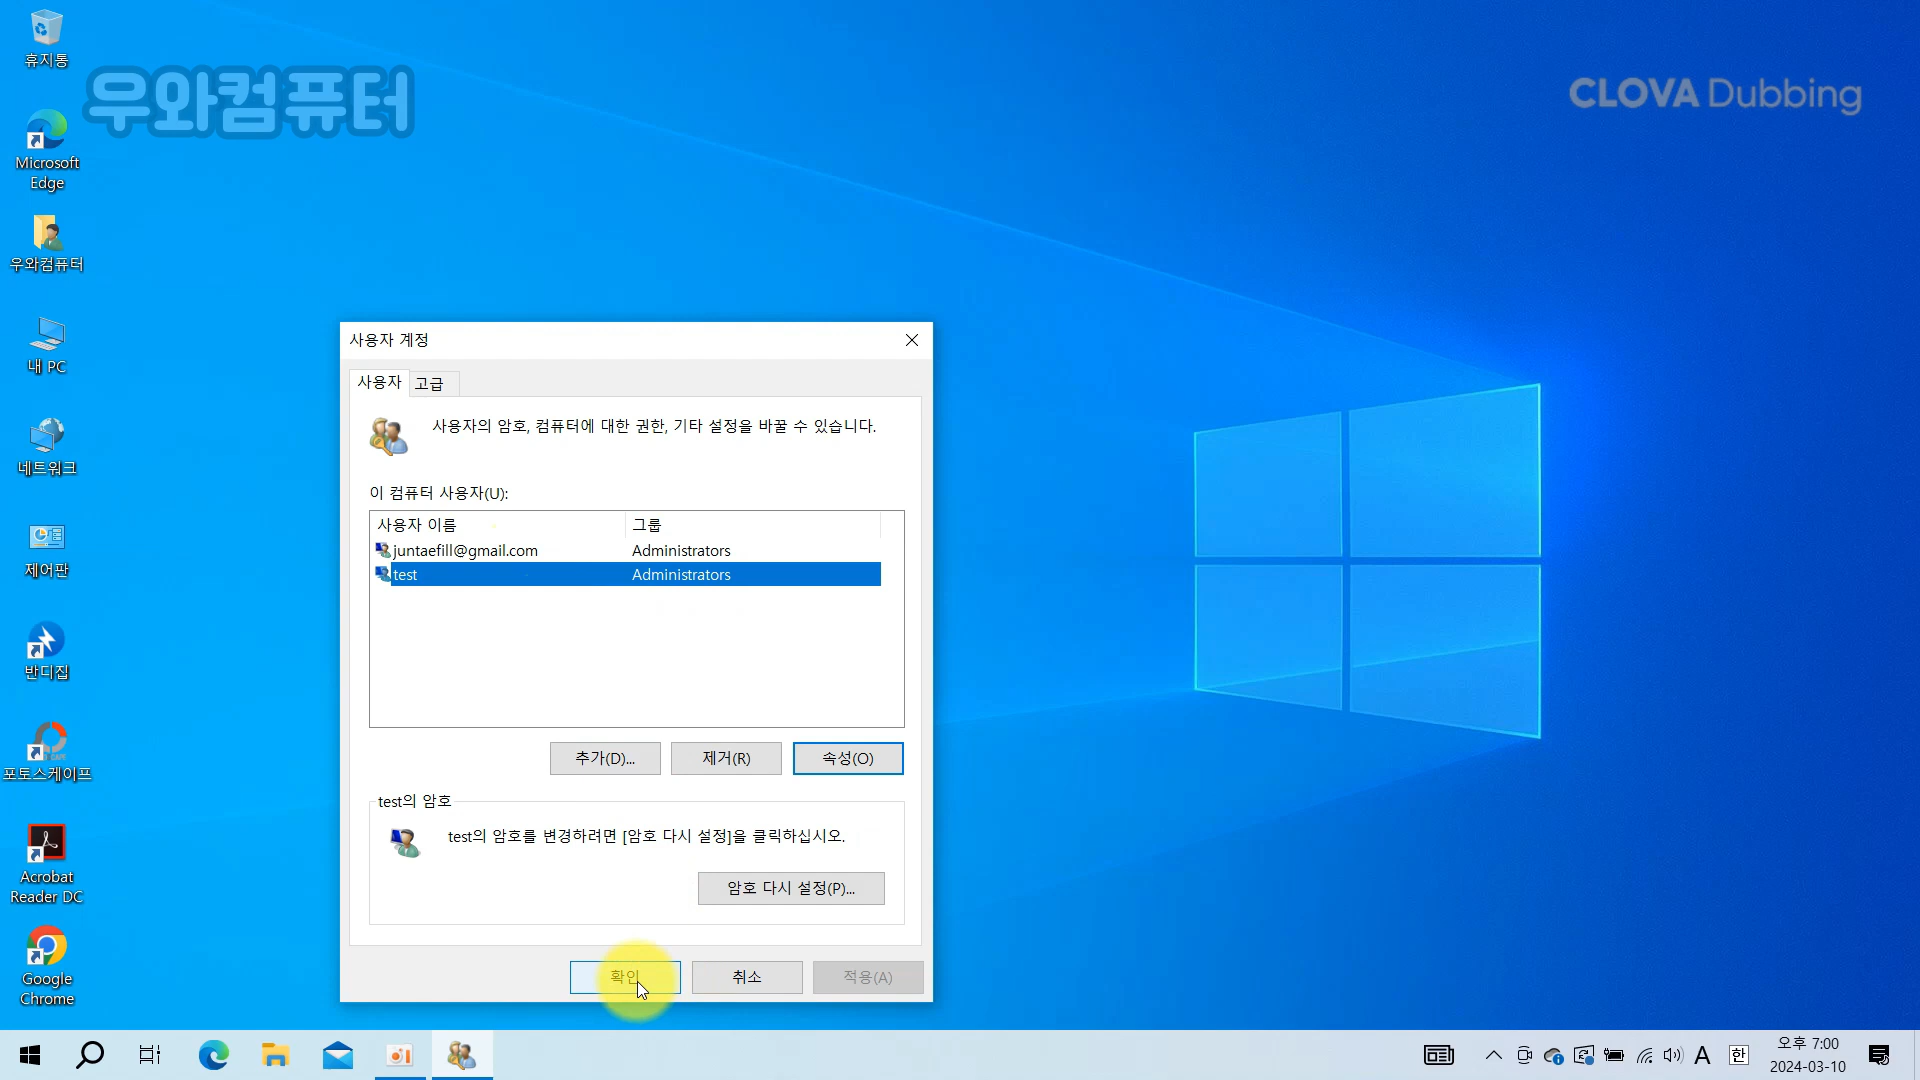 휴지통
우와컴퓨터
CLOVA Dubbing
Microsoft
Edge
우와컴퓨터
내 PC
네트워크
제어판
반디집
포토스케이프
Acrobat
Reader DC
Google
Chrome
사용자 계정
사용자
고급
사용자의 암호, 컴퓨터에 대한 권한, 기타 설정을 바꿀 수 있습니다.
이 컴퓨터 사용자(U):
사용자 이름 그룹
juntaefill@gmail.com Administrators
test Administrators
추가(D)... 제거(R) 속성(O)
test의 암호
test의 암호를 변경하려면 [암호 다시 설정]을 클릭하십시오.
암호 다시 설정(P)...
확인 취소 적용(A)
A 한
오후 7:00
2024-03-10